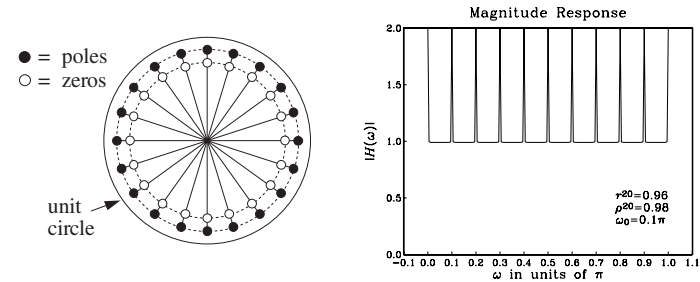 ● = poles
○ = zeros
unit
circle
Magnitude Response
|H(ω)|
2.0
1.5
1.0
0.5
0.0
r²⁰=0.96
ρ²⁰=0.98
ω₀=0.1π
-0.1 0.0 0.1 0.2 0.3 0.4 0.5 0.6 0.7 0.8 0.9 1.0 1.1
ω in units of π